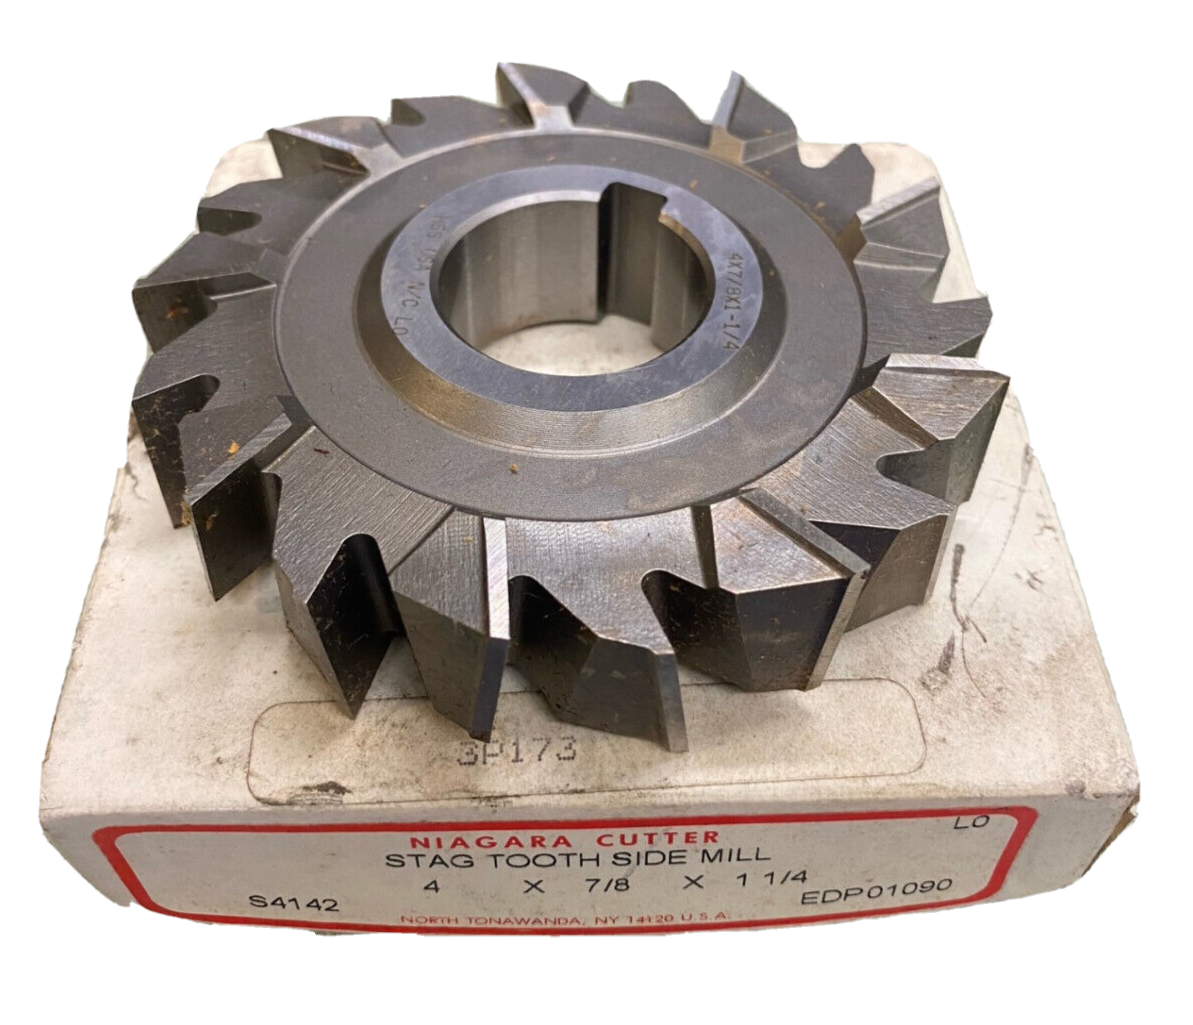 HSS USA N/C LO
4X7/8X1-1/4
3P173
LO
NIAGARA CUTTER
STAG TOOTH SIDE MILL
4 X 7/8 X 1 1/4
S4142 EDP01090
NORTH TONAWANDA, NY 14120 U.S.A.